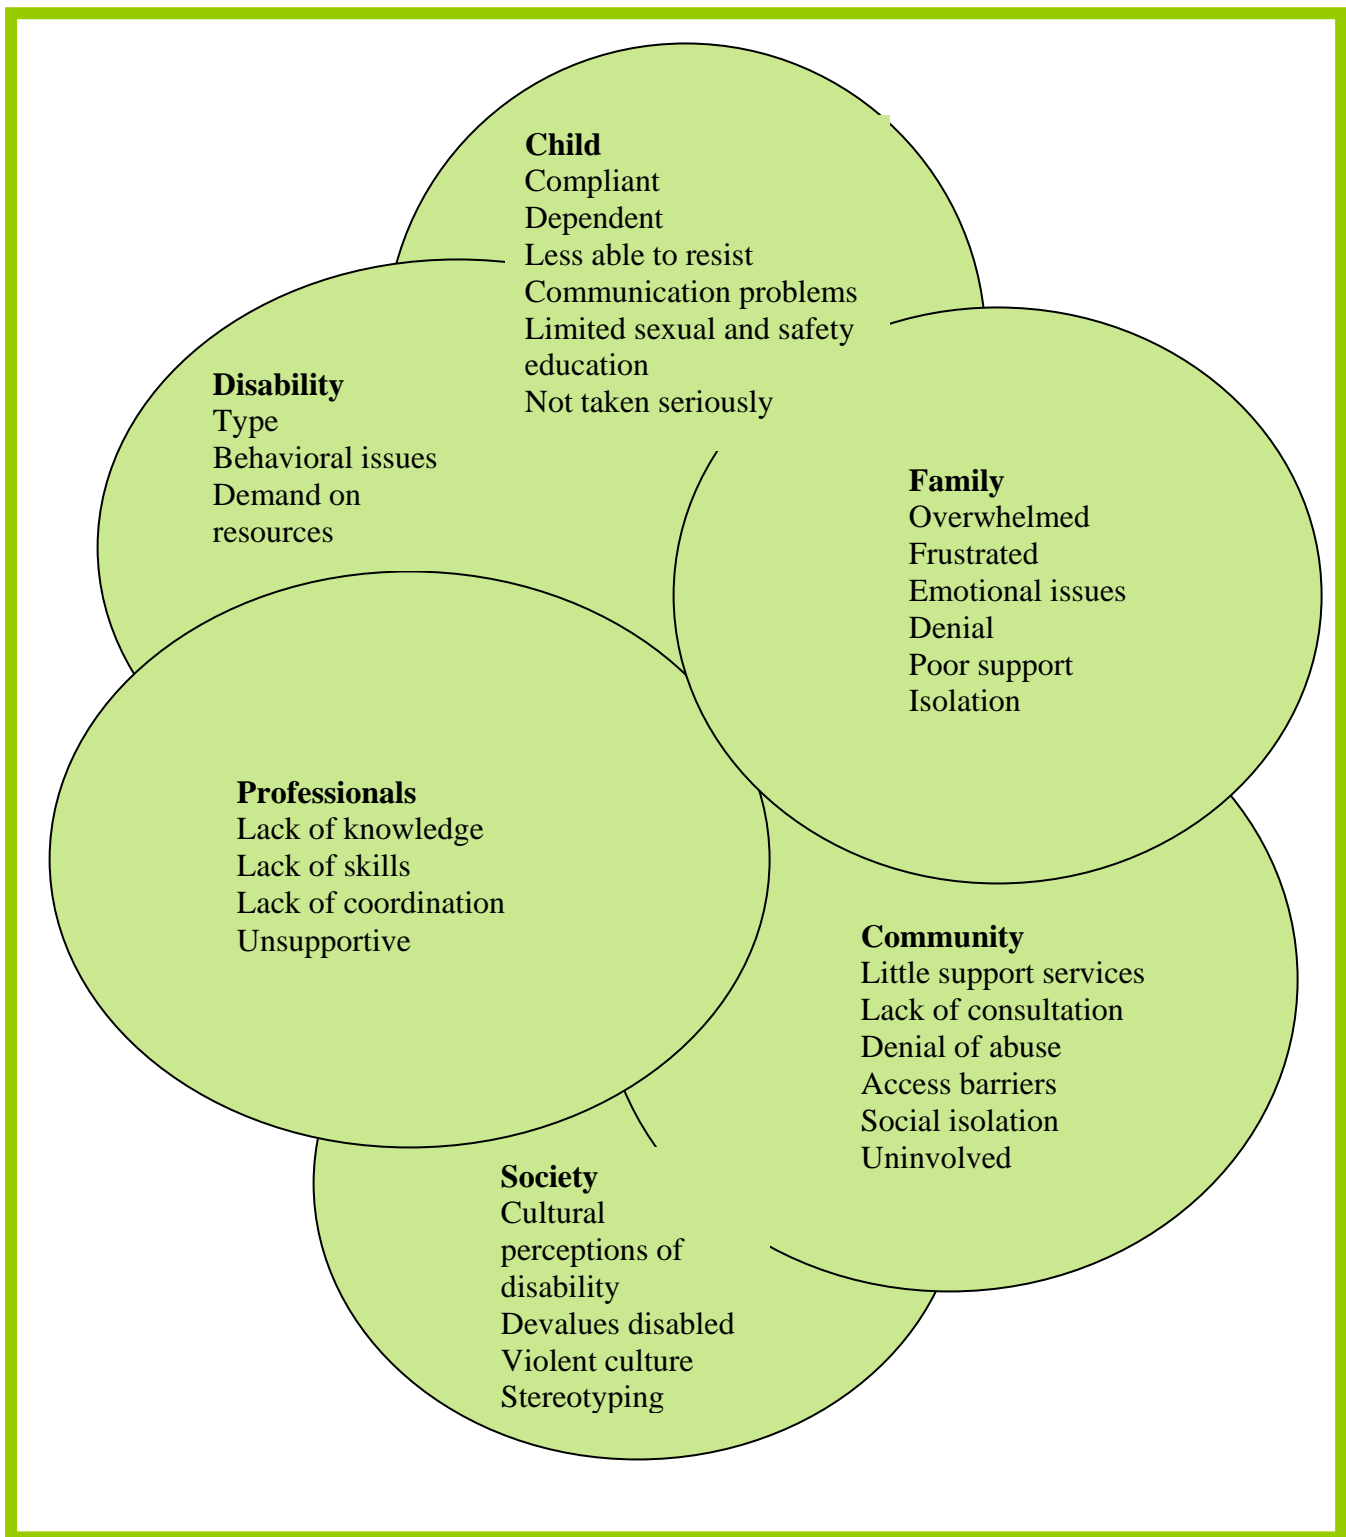 Child
Compliant
Dependent
Less able to resist
Communication problems
Limited sexual and safety
education
Not taken seriously
Disability
Type
Behavioral issues
Demand on
resources
Family
Overwhelmed
Frustrated
Emotional issues
Denial
Poor support
Isolation
Professionals
Lack of knowledge
Lack of skills
Lack of coordination
Unsupportive
Community
Little support services
Lack of consultation
Denial of abuse
Access barriers
Social isolation
Uninvolved
Society
Cultural
perceptions of
disability
Devalues disabled
Violent culture
Stereotyping